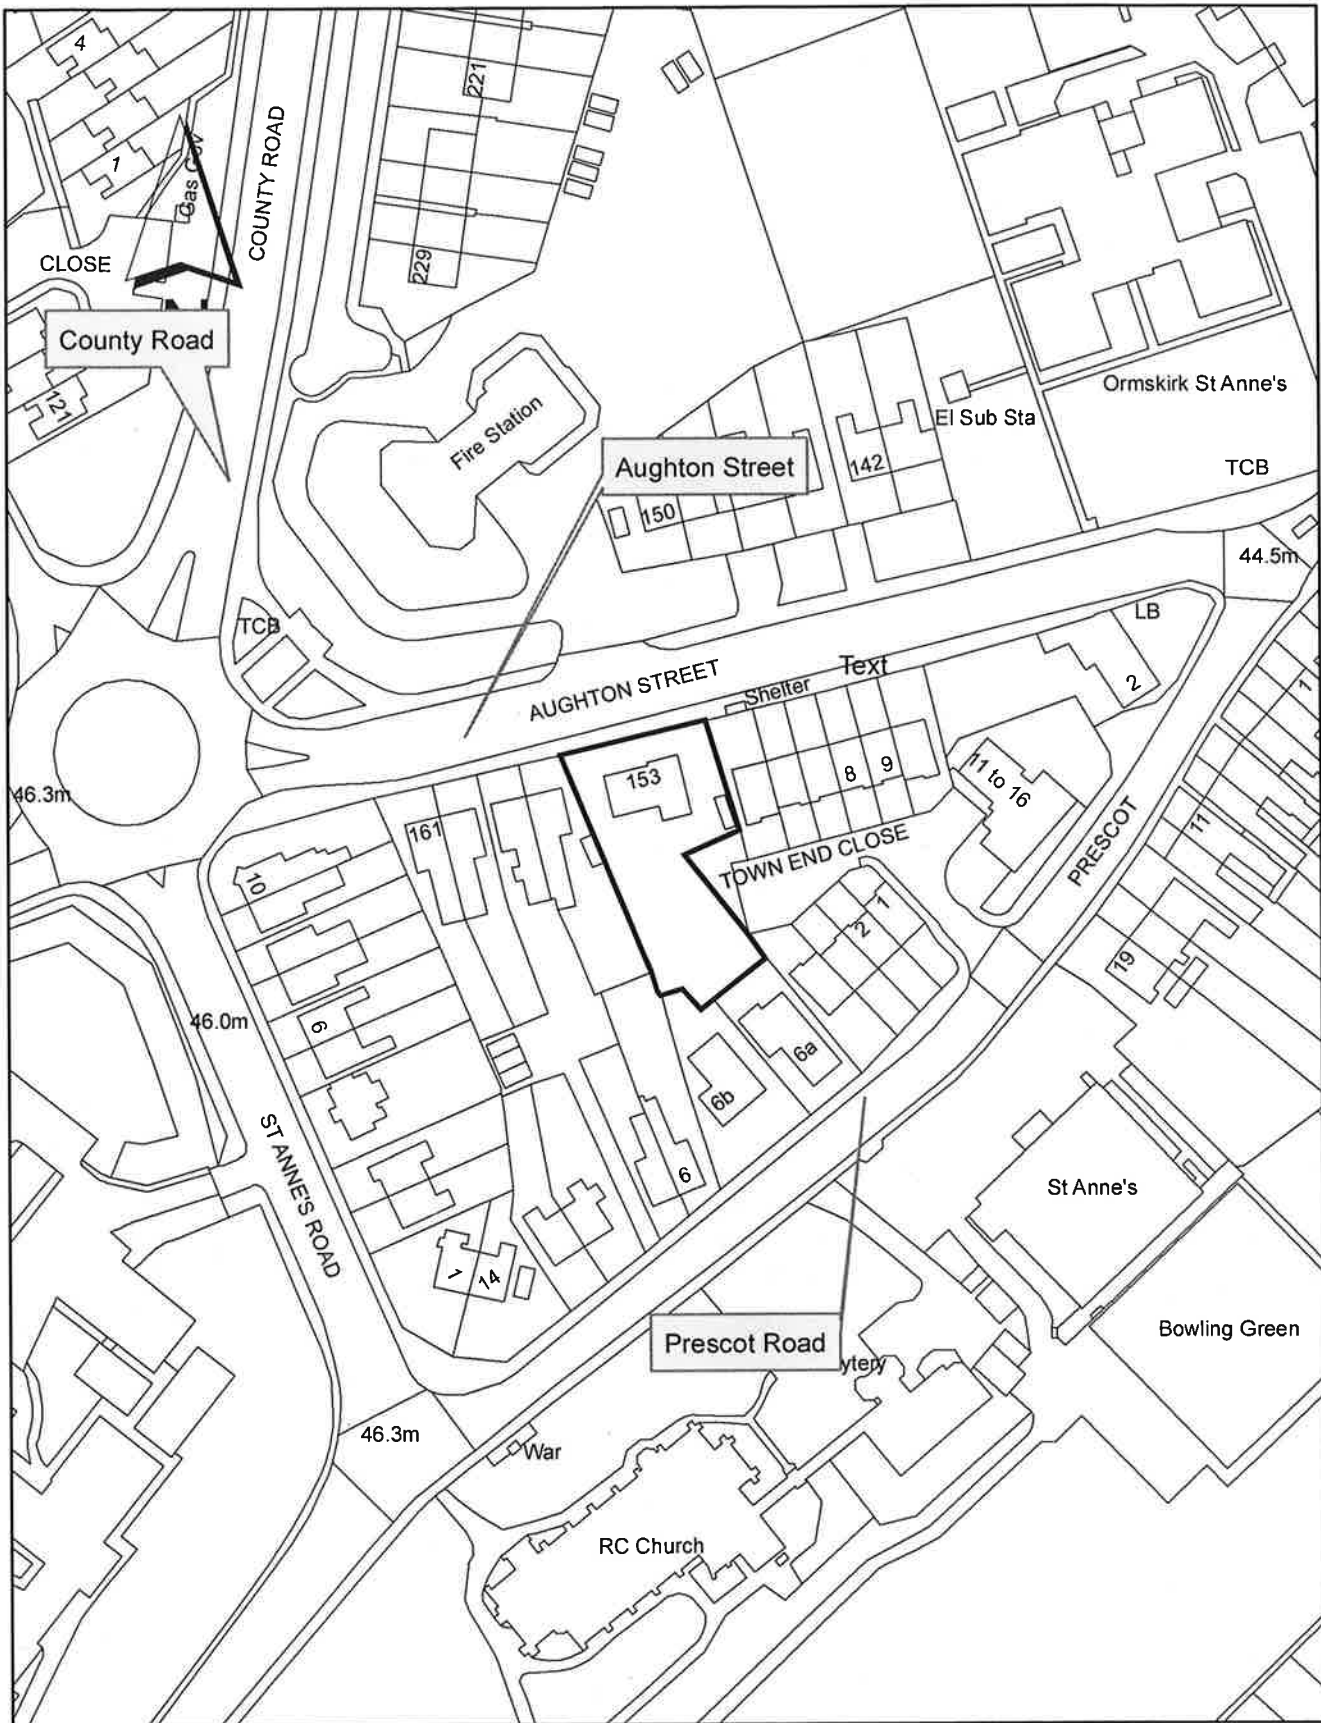 4
221
COUNTY ROAD
1
Gas Gov
229
CLOSE
N
County Road
121
Fire Station
Ormskirk St Anne's
El Sub Sta
Aughton Street
142
TCB
150
44.5m
TCB
LB
AUGHTON STREET
Text
Shelter
2
1
153
8
9
11 to 16
46.3m
161
11
PRESCOT
TOWN END CLOSE
10
1
2
19
46.0m
6
6a
6b
ST ANNE'S ROAD
6
St Anne's
1
14
Prescot Road
ytery
Bowling Green
46.3m
War
RC Church